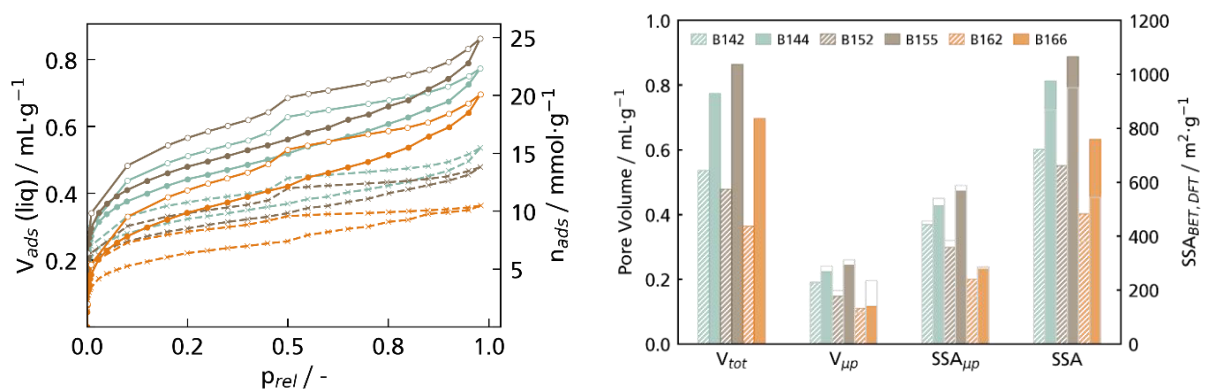 V_ads (liq) / mL·g⁻¹
0.8
0.6
0.4
0.2
0.0 0.2 0.5 0.8 1.0
p_rel / -
25
20
15
10
5
n_ads / mmol·g⁻¹
Pore Volume / mL·g⁻¹
1.0
0.8
0.6
0.4
0.2
0.0
B142 B144 B152 B155 B162 B166
V_tot V_μp SSA_μp SSA
1200
1000
800
600
400
200
0
SSA_BET, DFT / m²·g⁻¹